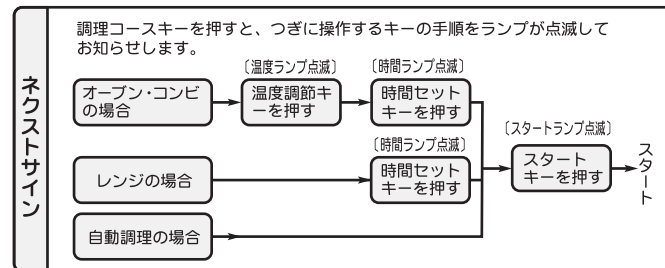 ネクストサイン
調理コースキーを押すと、つぎに操作するキーの手順をランプが点滅して
お知らせします。
〔温度ランプ点滅〕
〔時間ランプ点滅〕
オーブン・コンビ
の場合
温度調節キ
ーを押す
時間セット
キーを押す
〔時間ランプ点滅〕
レンジの場合
時間セット
キーを押す
自動調理の場合
〔スタートランプ点滅〕
スタート
キーを押す
スタート